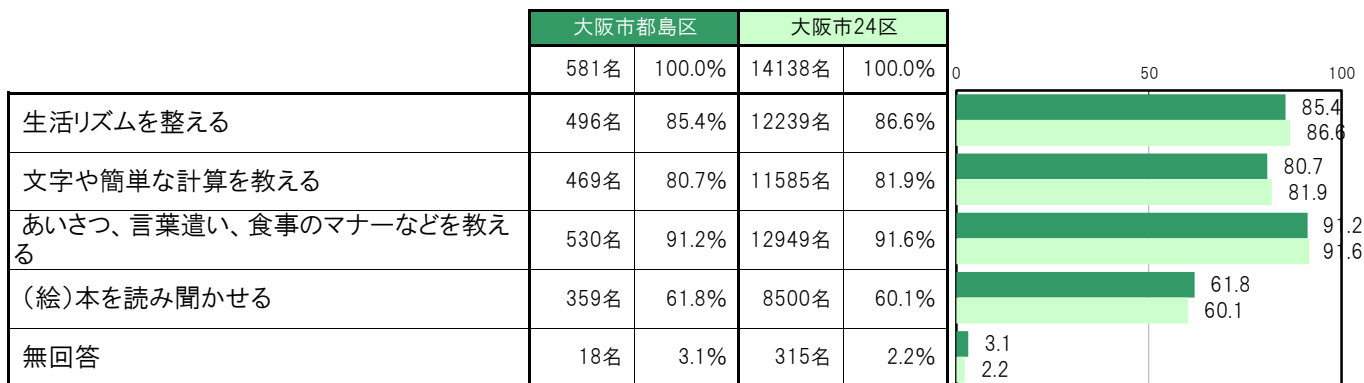 大阪市都島区 大阪市24区
581名 100.0% 14138名 100.0% 0 50 100
生活リズムを整える 496名 85.4% 12239名 86.6% 85.4
86.6
文字や簡単な計算を教える 469名 80.7% 11585名 81.9% 80.7
81.9
あいさつ、言葉遣い、食事のマナーなどを教え
る 530名 91.2% 12949名 91.6% 91.2
91.6
(絵)本を読み聞かせる 359名 61.8% 8500名 60.1% 61.8
60.1
無回答 18名 3.1% 315名 2.2% 3.1
2.2